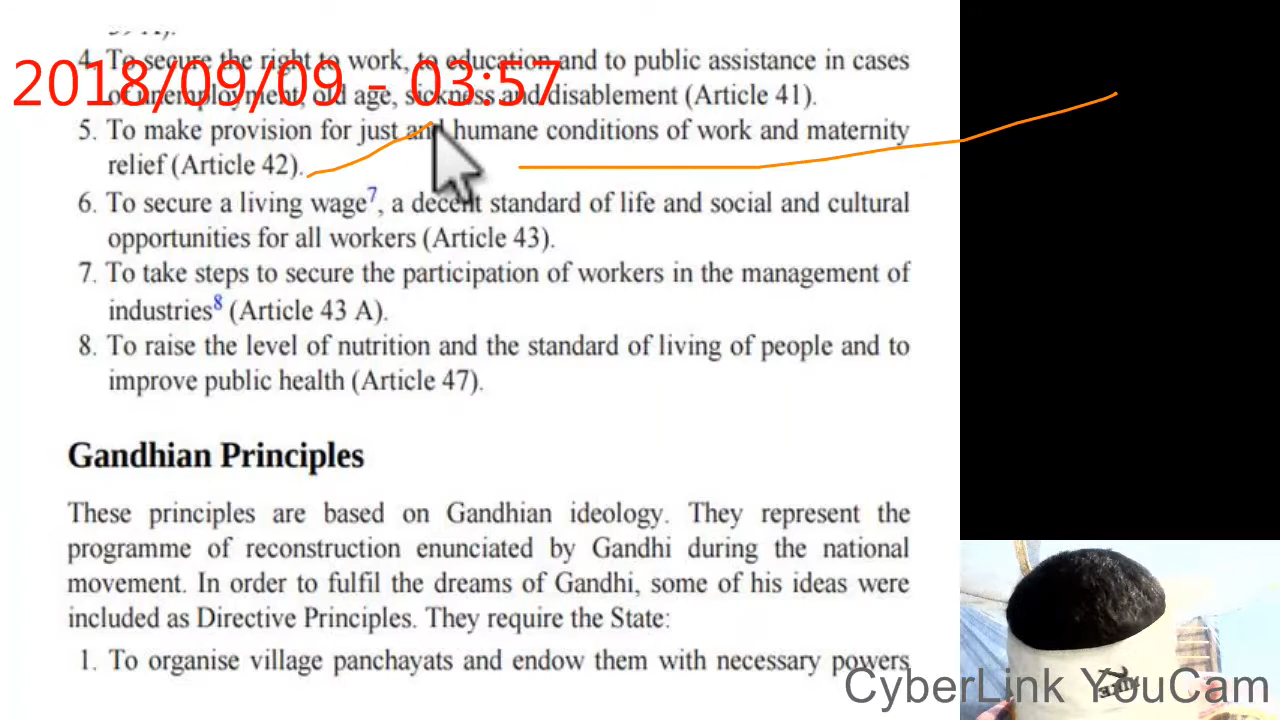 4. To secure the right to work, to education and to public assistance in cases
2018/09/09 - 03:57
of unemployment, old age, sickness and disablement (Article 41).
5. To make provision for just and humane conditions of work and maternity
relief (Article 42).
6. To secure a living wage7, a decent standard of life and social and cultural
opportunities for all workers (Article 43).
7. To take steps to secure the participation of workers in the management of
industries8 (Article 43 A).
8. To raise the level of nutrition and the standard of living of people and to
improve public health (Article 47).
Gandhian Principles
These principles are based on Gandhian ideology. They represent the
programme of reconstruction enunciated by Gandhi during the national
movement. In order to fulfil the dreams of Gandhi, some of his ideas were
included as Directive Principles. They require the State:
1. To organise village panchayats and endow them with necessary powers
CyberLink YouCam